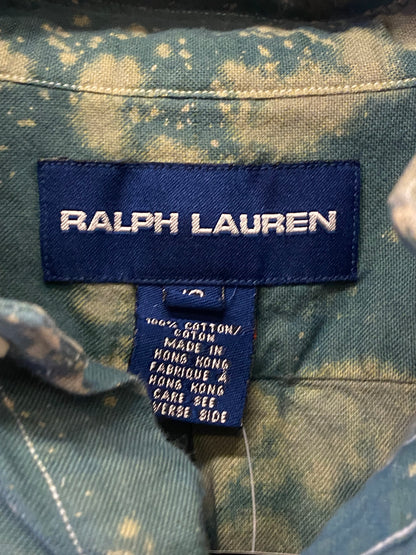 RALPH LAUREN
100% COTTON/
COTON
MADE IN
HONG KONG
FABRIQUE À
HONG KONG
CARE SEE
VERSE SIDE